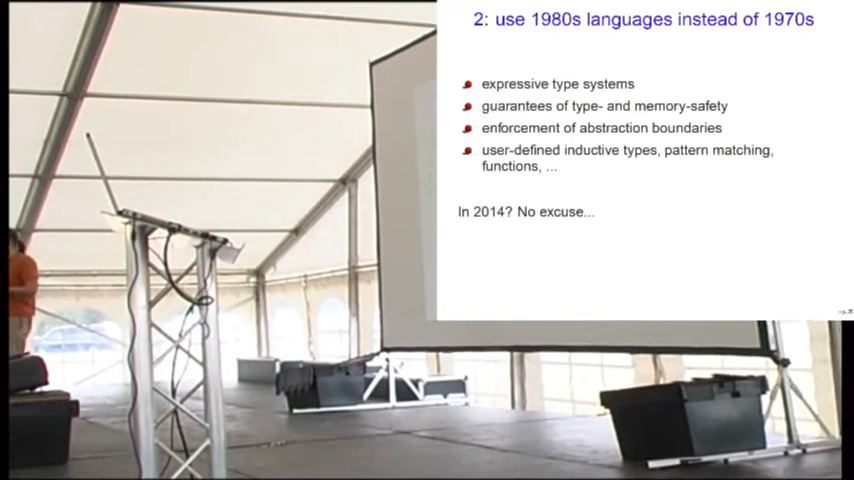 2: use 1980s languages instead of 1970s
expressive type systems
guarantees of type- and memory-safety
enforcement of abstraction boundaries
user-defined inductive types, pattern matching,
functions, ...
In 2014? No excuse...